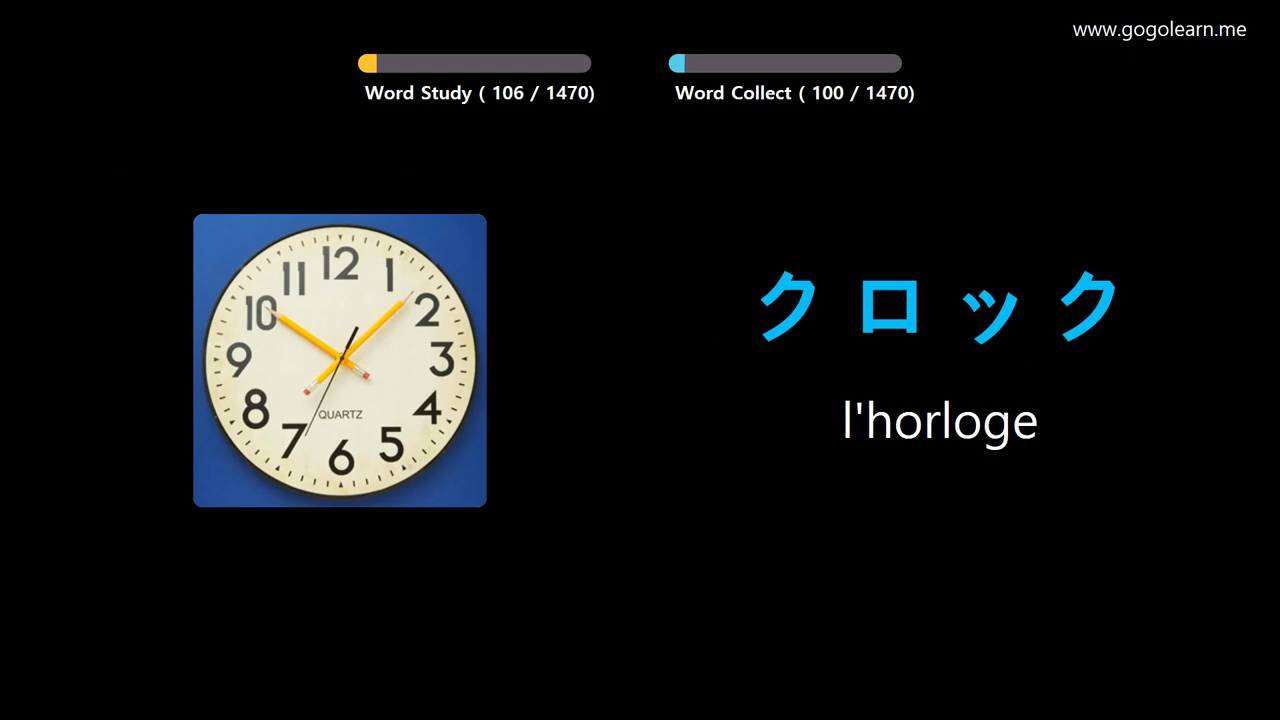 www.gogolearn.me
Word Study ( 106 / 1470)
Word Collect ( 100 / 1470)
12
11
1
10
2
9
3
8
4
7
5
6
QUARTZ
クロック
l'horloge